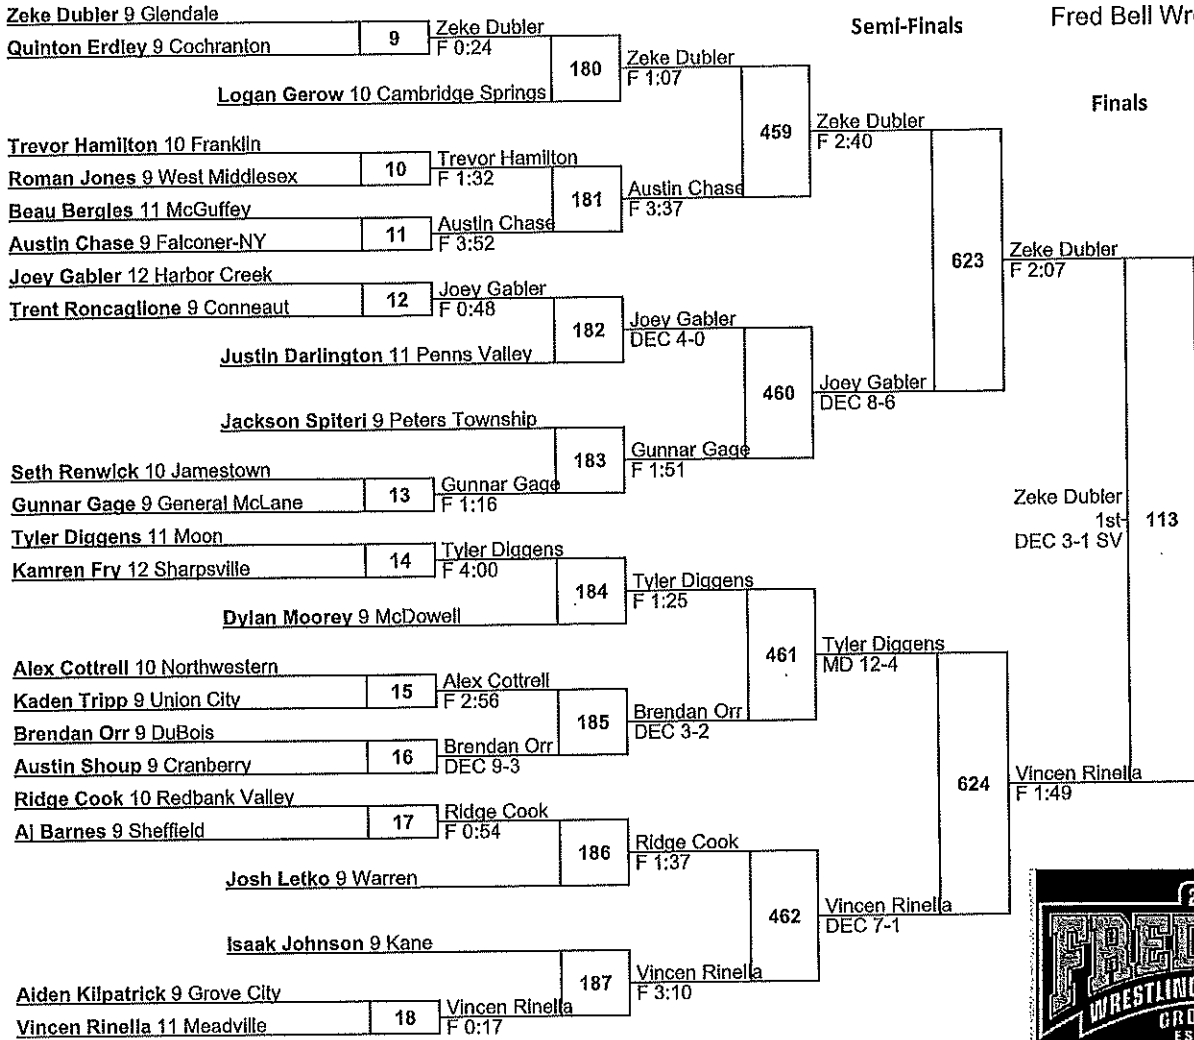 Zeke Dubler 9 Glendale
Quinton Erdley 9 Cochranton
9
Zeke Dubler
F 0:24
Logan Gerow 10 Cambridge Springs
180
Zeke Dubler
F 1:07
Semi-Finals
Fred Bell Wre
Finals
Trevor Hamilton 10 Franklin
Roman Jones 9 West Middlesex
10
Trevor Hamilton
F 1:32
Beau Bergles 11 McGuffey
Austin Chase 9 Falconer-NY
11
Austin Chase
F 3:52
181
Austin Chase
F 3:37
459
Zeke Dubler
F 2:40
Joey Gabler 12 Harbor Creek
Trent Roncaglione 9 Conneaut
12
Joey Gabler
F 0:48
Justin Darlington 11 Penns Valley
182
Joey Gabler
DEC 4-0
Jackson Spiteri 9 Peters Township
Seth Renwick 10 Jamestown
Gunnar Gage 9 General McLane
13
Gunnar Gage
F 1:16
183
Gunnar Gage
F 1:51
460
Joey Gabler
DEC 8-6
623
Zeke Dubler
F 2:07
Tyler Diggens 11 Moon
Kamren Fry 12 Sharpsville
14
Tyler Diggens
F 4:00
Dylan Moorey 9 McDowell
184
Tyler Diggens
F 1:25
Alex Cottrell 10 Northwestern
Kaden Tripp 9 Union City
15
Alex Cottrell
F 2:56
Brendan Orr 9 DuBois
Austin Shoup 9 Cranberry
16
Brendan Orr
DEC 9-3
185
Brendan Orr
DEC 3-2
461
Tyler Diggens
MD 12-4
Ridge Cook 10 Redbank Valley
Aj Barnes 9 Sheffield
17
Ridge Cook
F 0:54
Josh Letko 9 Warren
186
Ridge Cook
F 1:37
Isaak Johnson 9 Kane
Aiden Kilpatrick 9 Grove City
Vincen Rinella 11 Meadville
18
Vincen Rinella
F 0:17
187
Vincen Rinella
F 3:10
462
Vincen Rinella
DEC 7-1
624
Vincen Rinella
F 1:49
Zeke Dubler
1st
DEC 3-1 SV
113
2
FRED
WRESTLING
GRO
ES